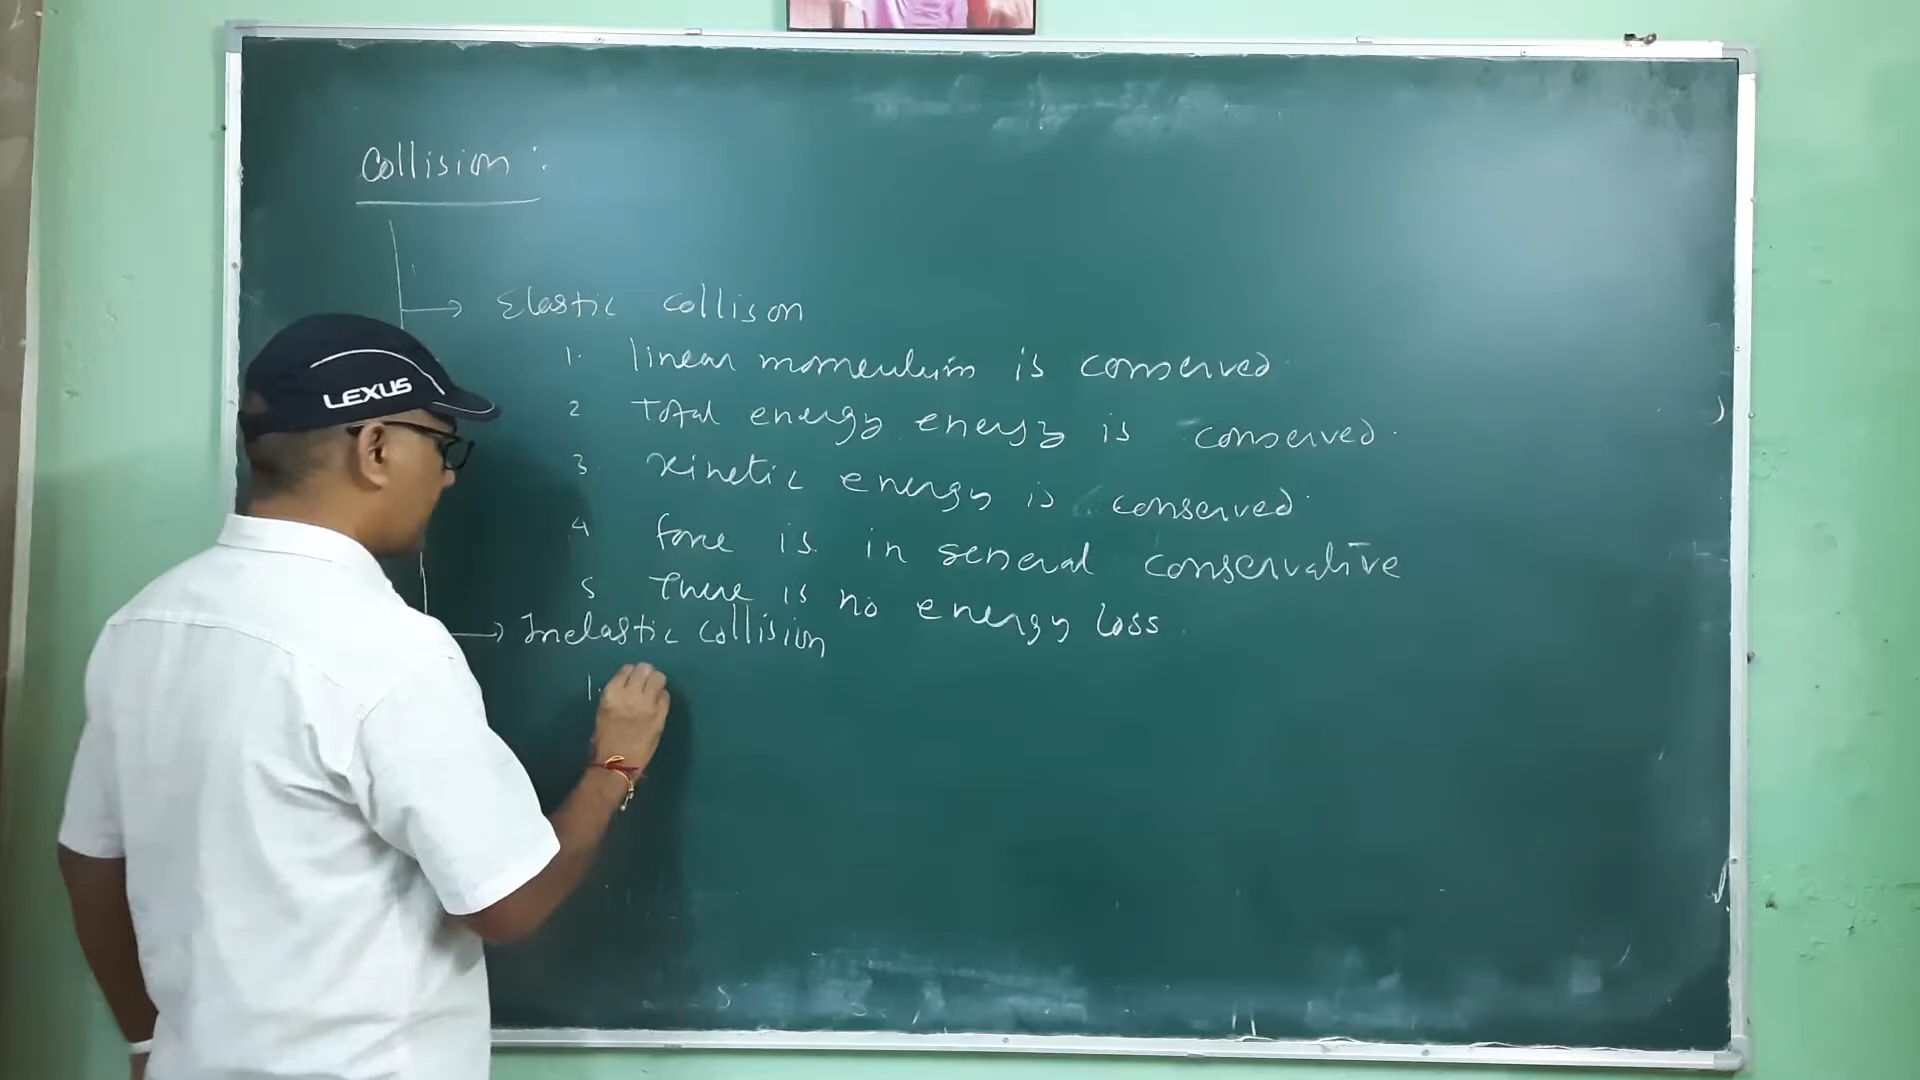 Collision :
Elastic collison
1. linear momentum is conserved.
2 Total energy energy is conserved.
3. Kinetic energy is conserved.
4 force is in general conservative
5 There is no energy loss.
Inelastic collision
1.
LEXUS